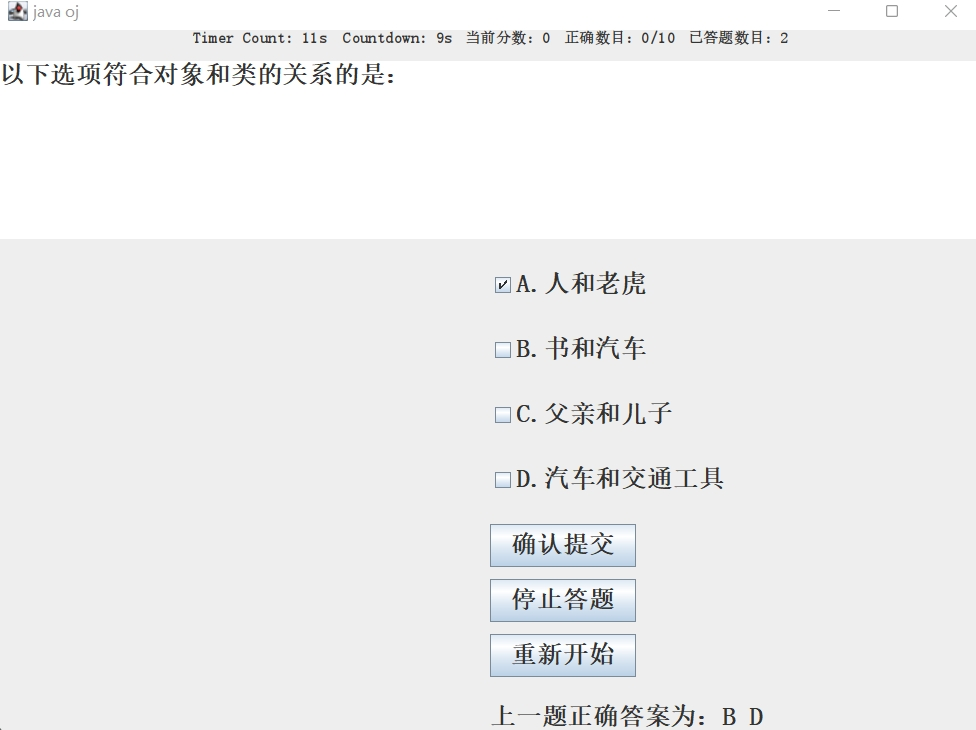 java oj
Timer Count: 11s Countdown: 9s 当前分数: 0 正确数目: 0/10 已答题数目: 2
以下选项符合对象和类的关系的是:
A. 人和老虎
B. 书和汽车
C. 父亲和儿子
D. 汽车和交通工具
确认提交
停止答题
重新开始
上一题正确答案为: B D